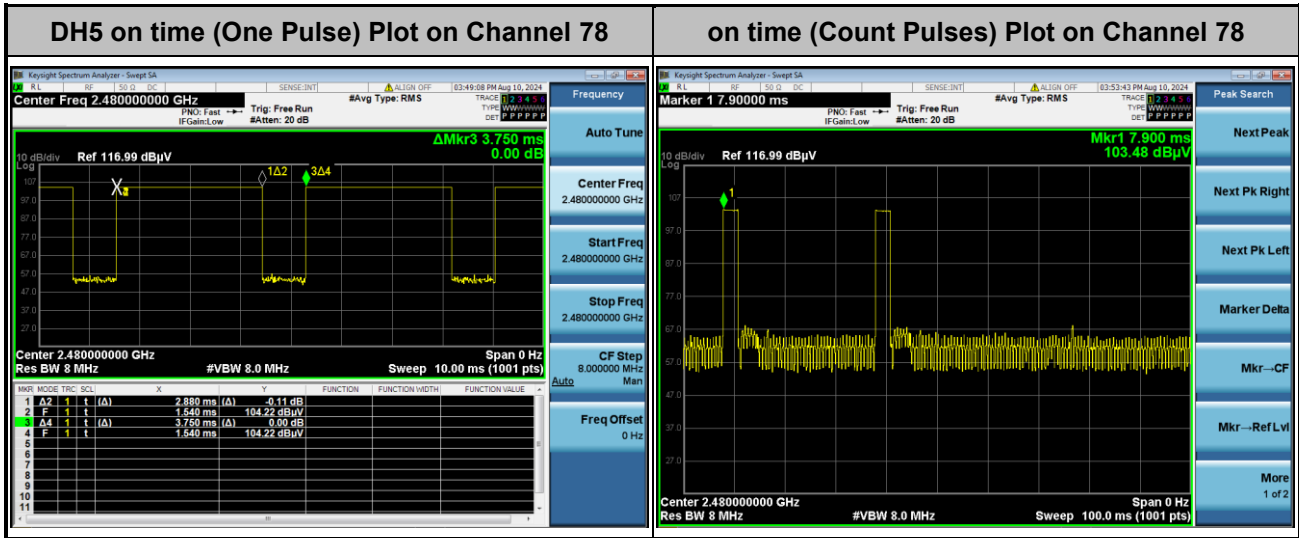 DH5 on time (One Pulse) Plot on Channel 78
on time (Count Pulses) Plot on Channel 78
Keysight Spectrum Analyzer - Swept SA
RL RF 50 Ω DC SENSE:INT ALIGN OFF 03:49:08 PM Aug 10, 2024
Center Freq 2.480000000 GHz
PNO: Fast
IFGain:Low
Trig: Free Run
#Atten: 20 dB
#Avg Type: RMS
TRACE 1 2 3 4 5 6
TYPE WWWWWW
DET P P P P P P
ΔMkr3 3.750 ms
0.00 dB
10 dB/div Ref 116.99 dBµV
Log
107
97.0
87.0
77.0
67.0
57.0
47.0
37.0
27.0
1Δ2
3Δ4
Center 2.480000000 GHz Span 0 Hz
Res BW 8 MHz #VBW 8.0 MHz Sweep 10.00 ms (1001 pts)
MKR MODE TRC SCL X Y FUNCTION FUNCTION WIDTH FUNCTION VALUE
1 Δ2 1 t (Δ) 2.880 ms (Δ) -0.11 dB
2 F 1 t 1.540 ms 104.22 dBµV
3 Δ4 1 t (Δ) 3.750 ms (Δ) 0.00 dB
4 F 1 t 1.540 ms 104.22 dBµV
5
6
7
8
9
10
11
Frequency
Auto Tune
Center Freq
2.480000000 GHz
Start Freq
2.480000000 GHz
Stop Freq
2.480000000 GHz
CF Step
8.000000 MHz
Auto Man
Freq Offset
0 Hz
Keysight Spectrum Analyzer - Swept SA
RL RF 50 Ω DC SENSE:INT ALIGN OFF 03:53:43 PM Aug 10, 2024
Marker 1 7.90000 ms
PNO: Fast
IFGain:Low
Trig: Free Run
#Atten: 20 dB
#Avg Type: RMS
TRACE 1 2 3 4 5 6
TYPE WWWWWW
DET P P P P P P
Mkr1 7.900 ms
103.48 dBµV
10 dB/div Ref 116.99 dBµV
Log
107
97.0
87.0
77.0
67.0
57.0
47.0
37.0
27.0
1
Center 2.480000000 GHz Span 0 Hz
Res BW 8 MHz #VBW 8.0 MHz Sweep 100.0 ms (1001 pts)
Peak Search
Next Peak
Next Pk Right
Next Pk Left
Marker Delta
Mkr→CF
Mkr→Ref Lvl
More
1 of 2